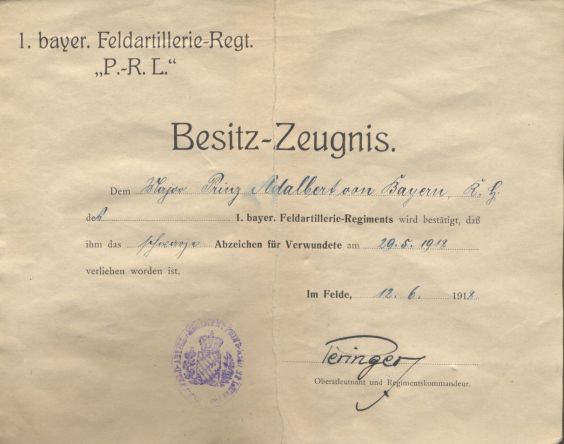 1. bayer. Feldartillerie-Regt.
„P.-R. L.“
Besitz-Zeugnis.
Dem Major Prinz Adalbert von Bayern, K. H.
des 1. bayer. Feldartillerie-Regiments wird bestätigt, daß
ihm das schwarze Abzeichen für Verwundete am 29.5.1918
verliehen worden ist.
Im Felde, 12. 6. 1918
Peringer
Oberstleutnant und Regimentskommandeur.